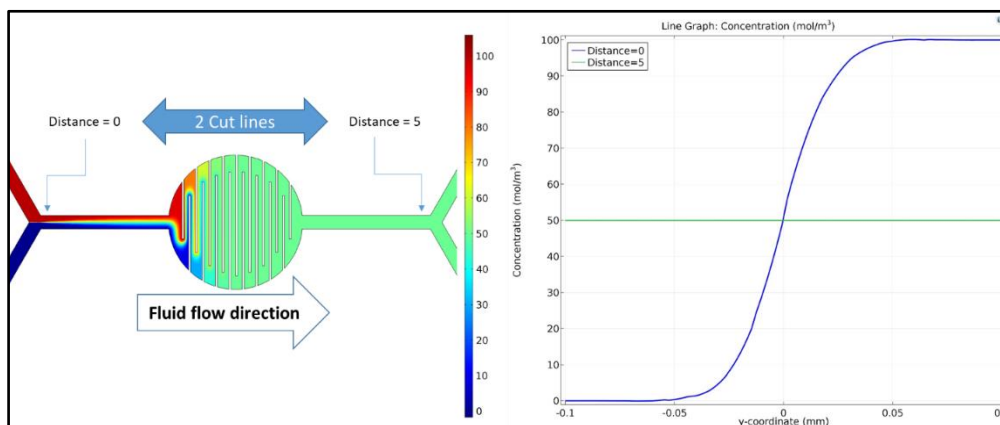 Distance = 0
2 Cut lines
Distance = 5
Fluid flow direction
100
90
80
70
60
50
40
30
20
10
0
Line Graph: Concentration (mol/m³)
Distance=0
Distance=5
Concentration (mol/m³)
100
90
80
70
60
50
40
30
20
10
0
-0.1
-0.05
0
0.05
y-coordinate (mm)